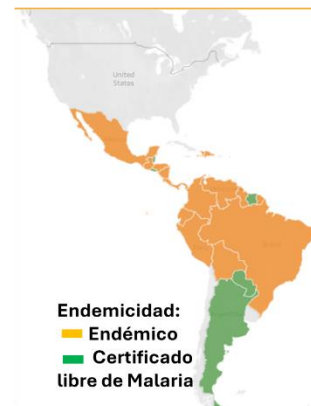 United
States
Endemicidad:
Endémico
Certificado
libre de Malaria